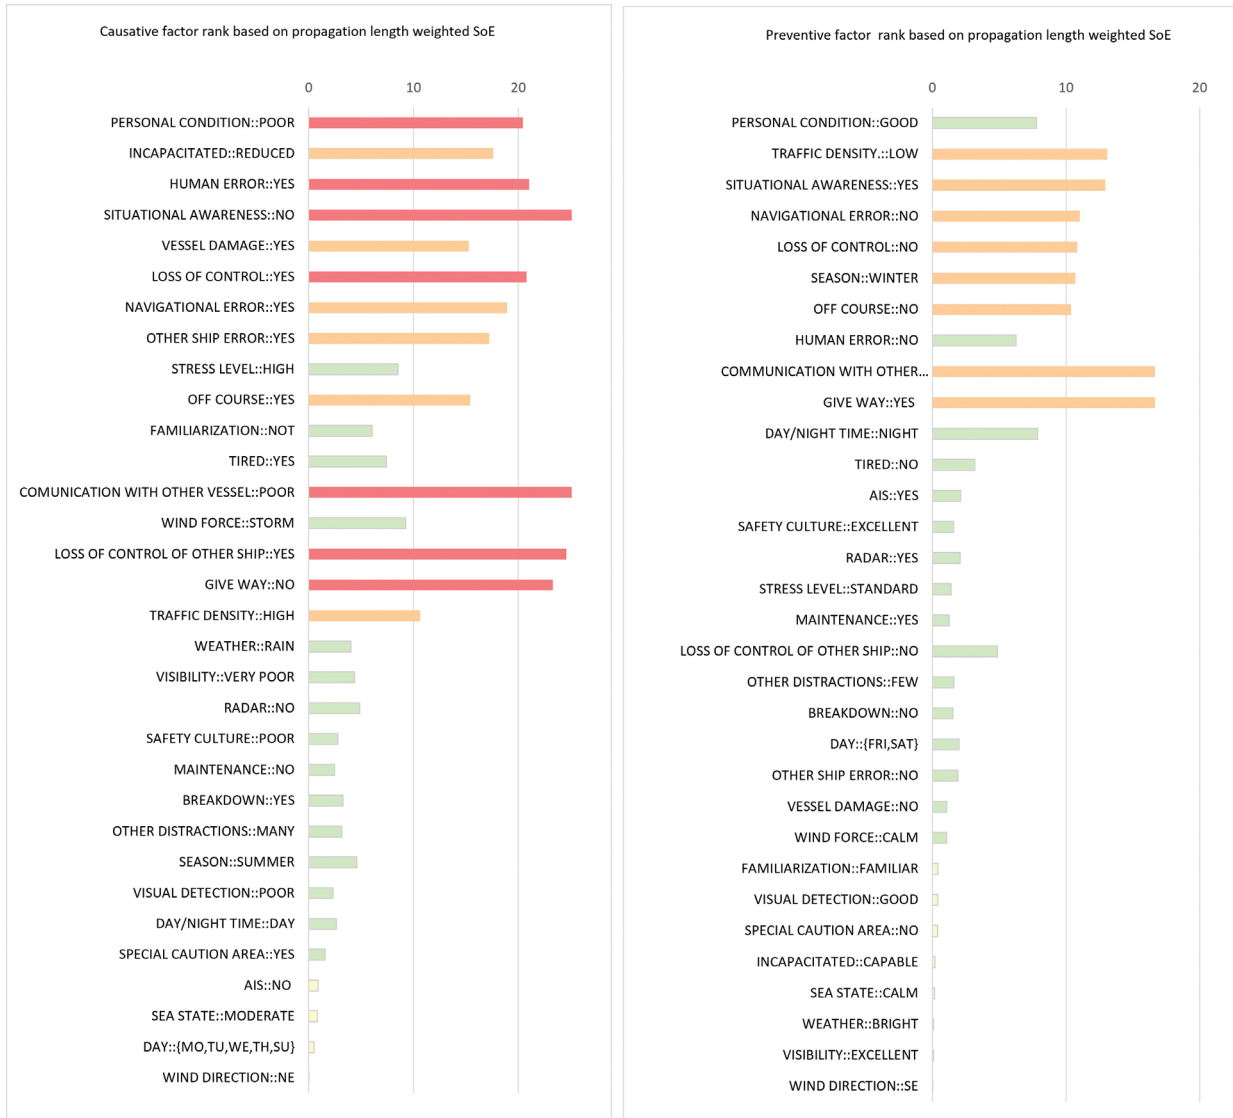 Causative factor rank based on propagation length weighted SoE
0 10 20
PERSONAL CONDITION::POOR
INCAPACITATED::REDUCED
HUMAN ERROR::YES
SITUATIONAL AWARENESS::NO
VESSEL DAMAGE::YES
LOSS OF CONTROL::YES
NAVIGATIONAL ERROR::YES
OTHER SHIP ERROR::YES
STRESS LEVEL::HIGH
OFF COURSE::YES
FAMILIARIZATION::NOT
TIRED::YES
COMUNICATION WITH OTHER VESSEL::POOR
WIND FORCE::STORM
LOSS OF CONTROL OF OTHER SHIP::YES
GIVE WAY::NO
TRAFFIC DENSITY::HIGH
WEATHER::RAIN
VISIBILITY::VERY POOR
RADAR::NO
SAFETY CULTURE::POOR
MAINTENANCE::NO
BREAKDOWN::YES
OTHER DISTRACTIONS::MANY
SEASON::SUMMER
VISUAL DETECTION::POOR
DAY/NIGHT TIME::DAY
SPECIAL CAUTION AREA::YES
AIS::NO
SEA STATE::MODERATE
DAY::{MO,TU,WE,TH,SU}
WIND DIRECTION::NE
Preventive factor rank based on propagation length weighted SoE
0 10 20
PERSONAL CONDITION::GOOD
TRAFFIC DENSITY.::LOW
SITUATIONAL AWARENESS::YES
NAVIGATIONAL ERROR::NO
LOSS OF CONTROL::NO
SEASON::WINTER
OFF COURSE::NO
HUMAN ERROR::NO
COMMUNICATION WITH OTHER...
GIVE WAY::YES
DAY/NIGHT TIME::NIGHT
TIRED::NO
AIS::YES
SAFETY CULTURE::EXCELLENT
RADAR::YES
STRESS LEVEL::STANDARD
MAINTENANCE::YES
LOSS OF CONTROL OF OTHER SHIP::NO
OTHER DISTRACTIONS::FEW
BREAKDOWN::NO
DAY::{FRI,SAT}
OTHER SHIP ERROR::NO
VESSEL DAMAGE::NO
WIND FORCE::CALM
FAMILIARIZATION::FAMILIAR
VISUAL DETECTION::GOOD
SPECIAL CAUTION AREA::NO
INCAPACITATED::CAPABLE
SEA STATE::CALM
WEATHER::BRIGHT
VISIBILITY::EXCELLENT
WIND DIRECTION::SE